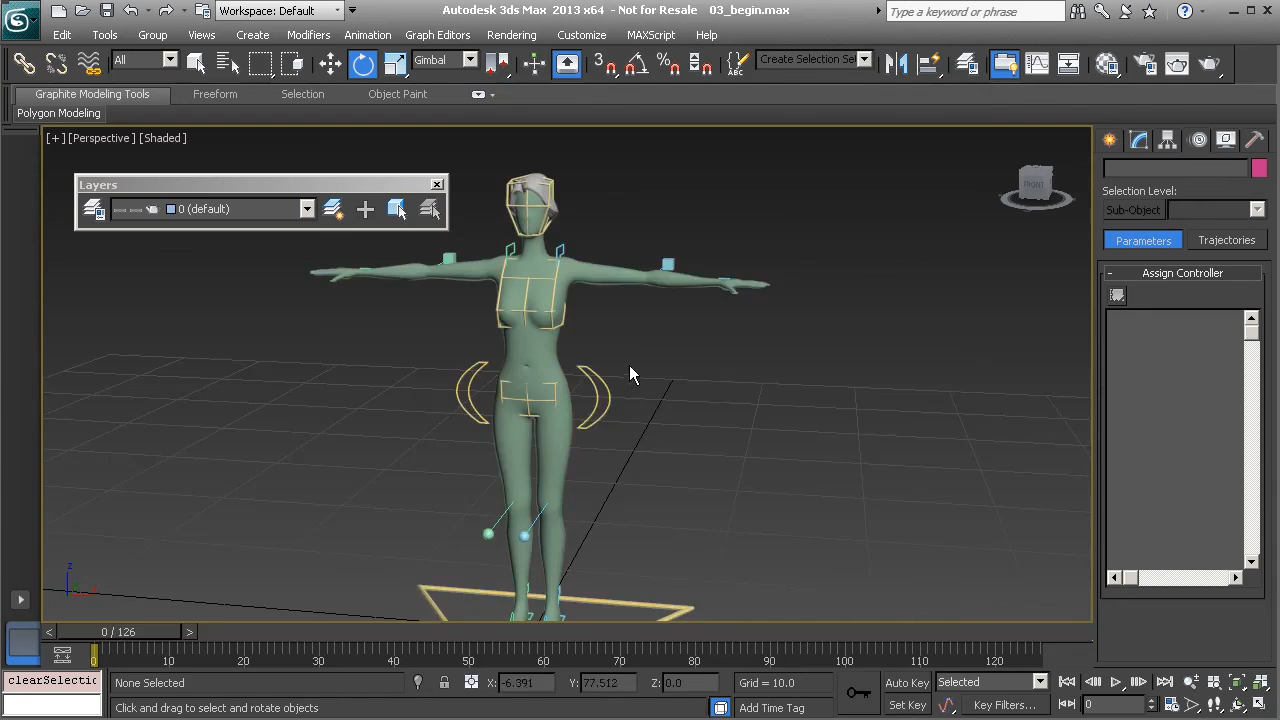 Workspace: Default
Autodesk 3ds Max 2013 x64 - Not for Resale 03_begin.max
Type a keyword or phrase
Edit Tools Group Views Create Modifiers Animation Graph Editors Rendering Customize MAXScript Help
All Gimbal 3 Create Selection Se
Graphite Modeling Tools Freeform Selection Object Paint
Polygon Modeling
[+] [Perspective] [Shaded]
Layers
0 (default)
FRONT
Selection Level:
Sub-Object
Parameters Trajectories
- Assign Controller
z
< 0 / 126 >
0 10 20 30 40 50 60 70 80 90 100 110 120
clearSelectic None Selected X: -6.391 Y: 77.512 Z: 0.0 Grid = 10.0 Auto Key Selected
Click and drag to select and rotate objects Add Time Tag Set Key Key Filters... 0